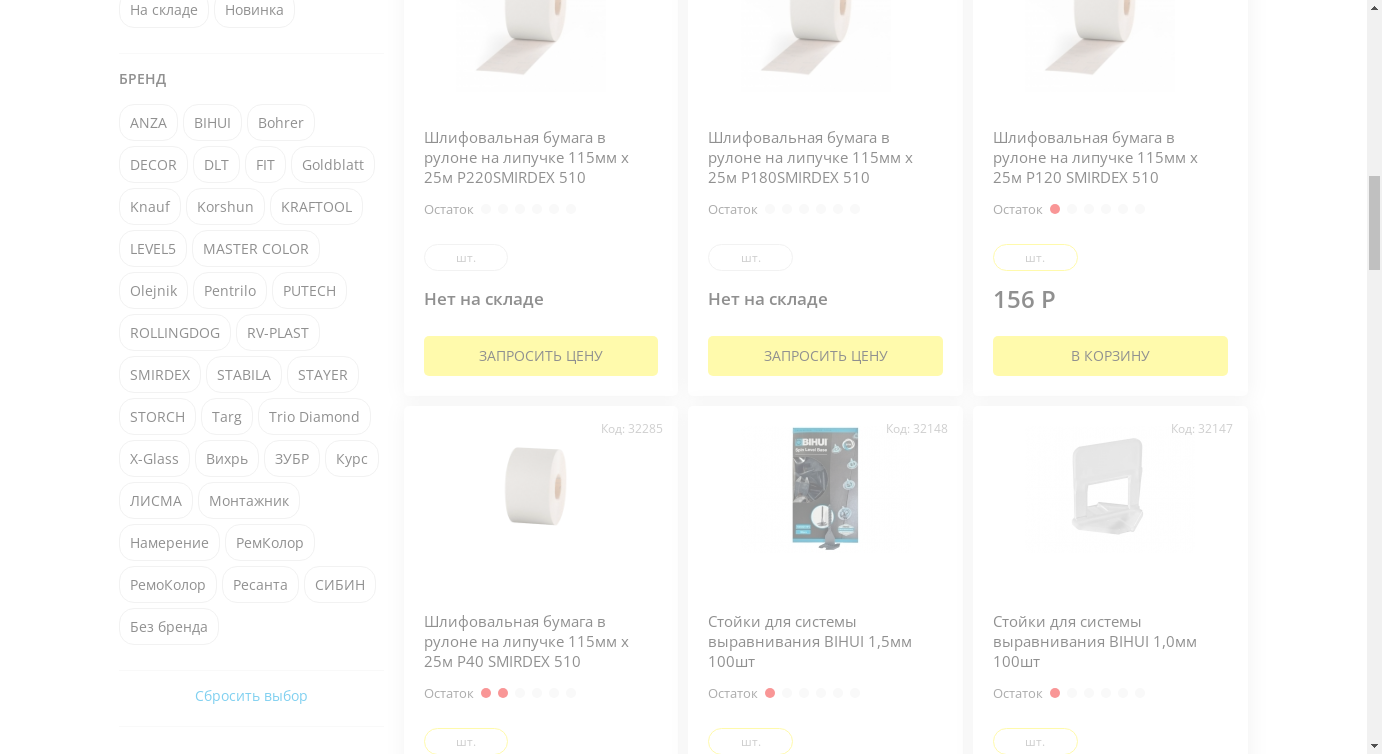 На складе
Новинка
БРЕНД
ANZA
BIHUI
Bohrer
DECOR
DLT
FIT
Goldblatt
Knauf
Korshun
KRAFTOOL
LEVEL5
MASTER COLOR
Olejnik
Pentrilo
PUTECH
ROLLINGDOG
RV-PLAST
SMIRDEX
STABILA
STAYER
STORCH
Targ
Trio Diamond
X-Glass
Вихрь
ЗУБР
Курс
ЛИСМА
Монтажник
Намерение
РемКолор
РемоКолор
Ресанта
СИБИН
Без бренда
Сбросить выбор
Шлифовальная бумага в
рулоне на липучке 115мм х
25м P220SMIRDEX 510
Остаток
шт.
Нет на складе
ЗАПРОСИТЬ ЦЕНУ
Шлифовальная бумага в
рулоне на липучке 115мм х
25м P180SMIRDEX 510
Остаток
шт.
Нет на складе
ЗАПРОСИТЬ ЦЕНУ
Шлифовальная бумага в
рулоне на липучке 115мм х
25м P120 SMIRDEX 510
Остаток
шт.
156 Р
В КОРЗИНУ
Код: 32285
Шлифовальная бумага в
рулоне на липучке 115мм х
25м P40 SMIRDEX 510
Остаток
шт.
Код: 32148
BIHUI
Стойки для системы
выравнивания BIHUI 1,5мм
100шт
Остаток
шт.
Код: 32147
Стойки для системы
выравнивания BIHUI 1,0мм
100шт
Остаток
шт.